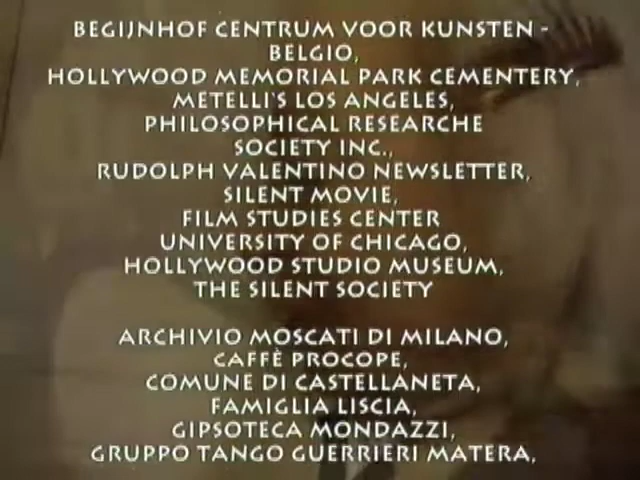 BEGIJNHOF CENTRUM VOOR KUNSTEN -
BELGIO,
HOLLYWOOD MEMORIAL PARK CEMENTERY,
METELLI'S LOS ANGELES,
PHILOSOPHICAL RESEARCHE
SOCIETY INC.,
RUDOLPH VALENTINO NEWSLETTER,
SILENT MOVIE,
FILM STUDIES CENTER
UNIVERSITY OF CHICAGO,
HOLLYWOOD STUDIO MUSEUM,
THE SILENT SOCIETY
ARCHIVIO MOSCATI DI MILANO,
CAFFÈ PROCOPE,
COMUNE DI CASTELLANETA,
FAMIGLIA LISCIA,
GIPSOTECA MONDAZZI,
GRUPPO TANGO GUERRIERI MATERA,